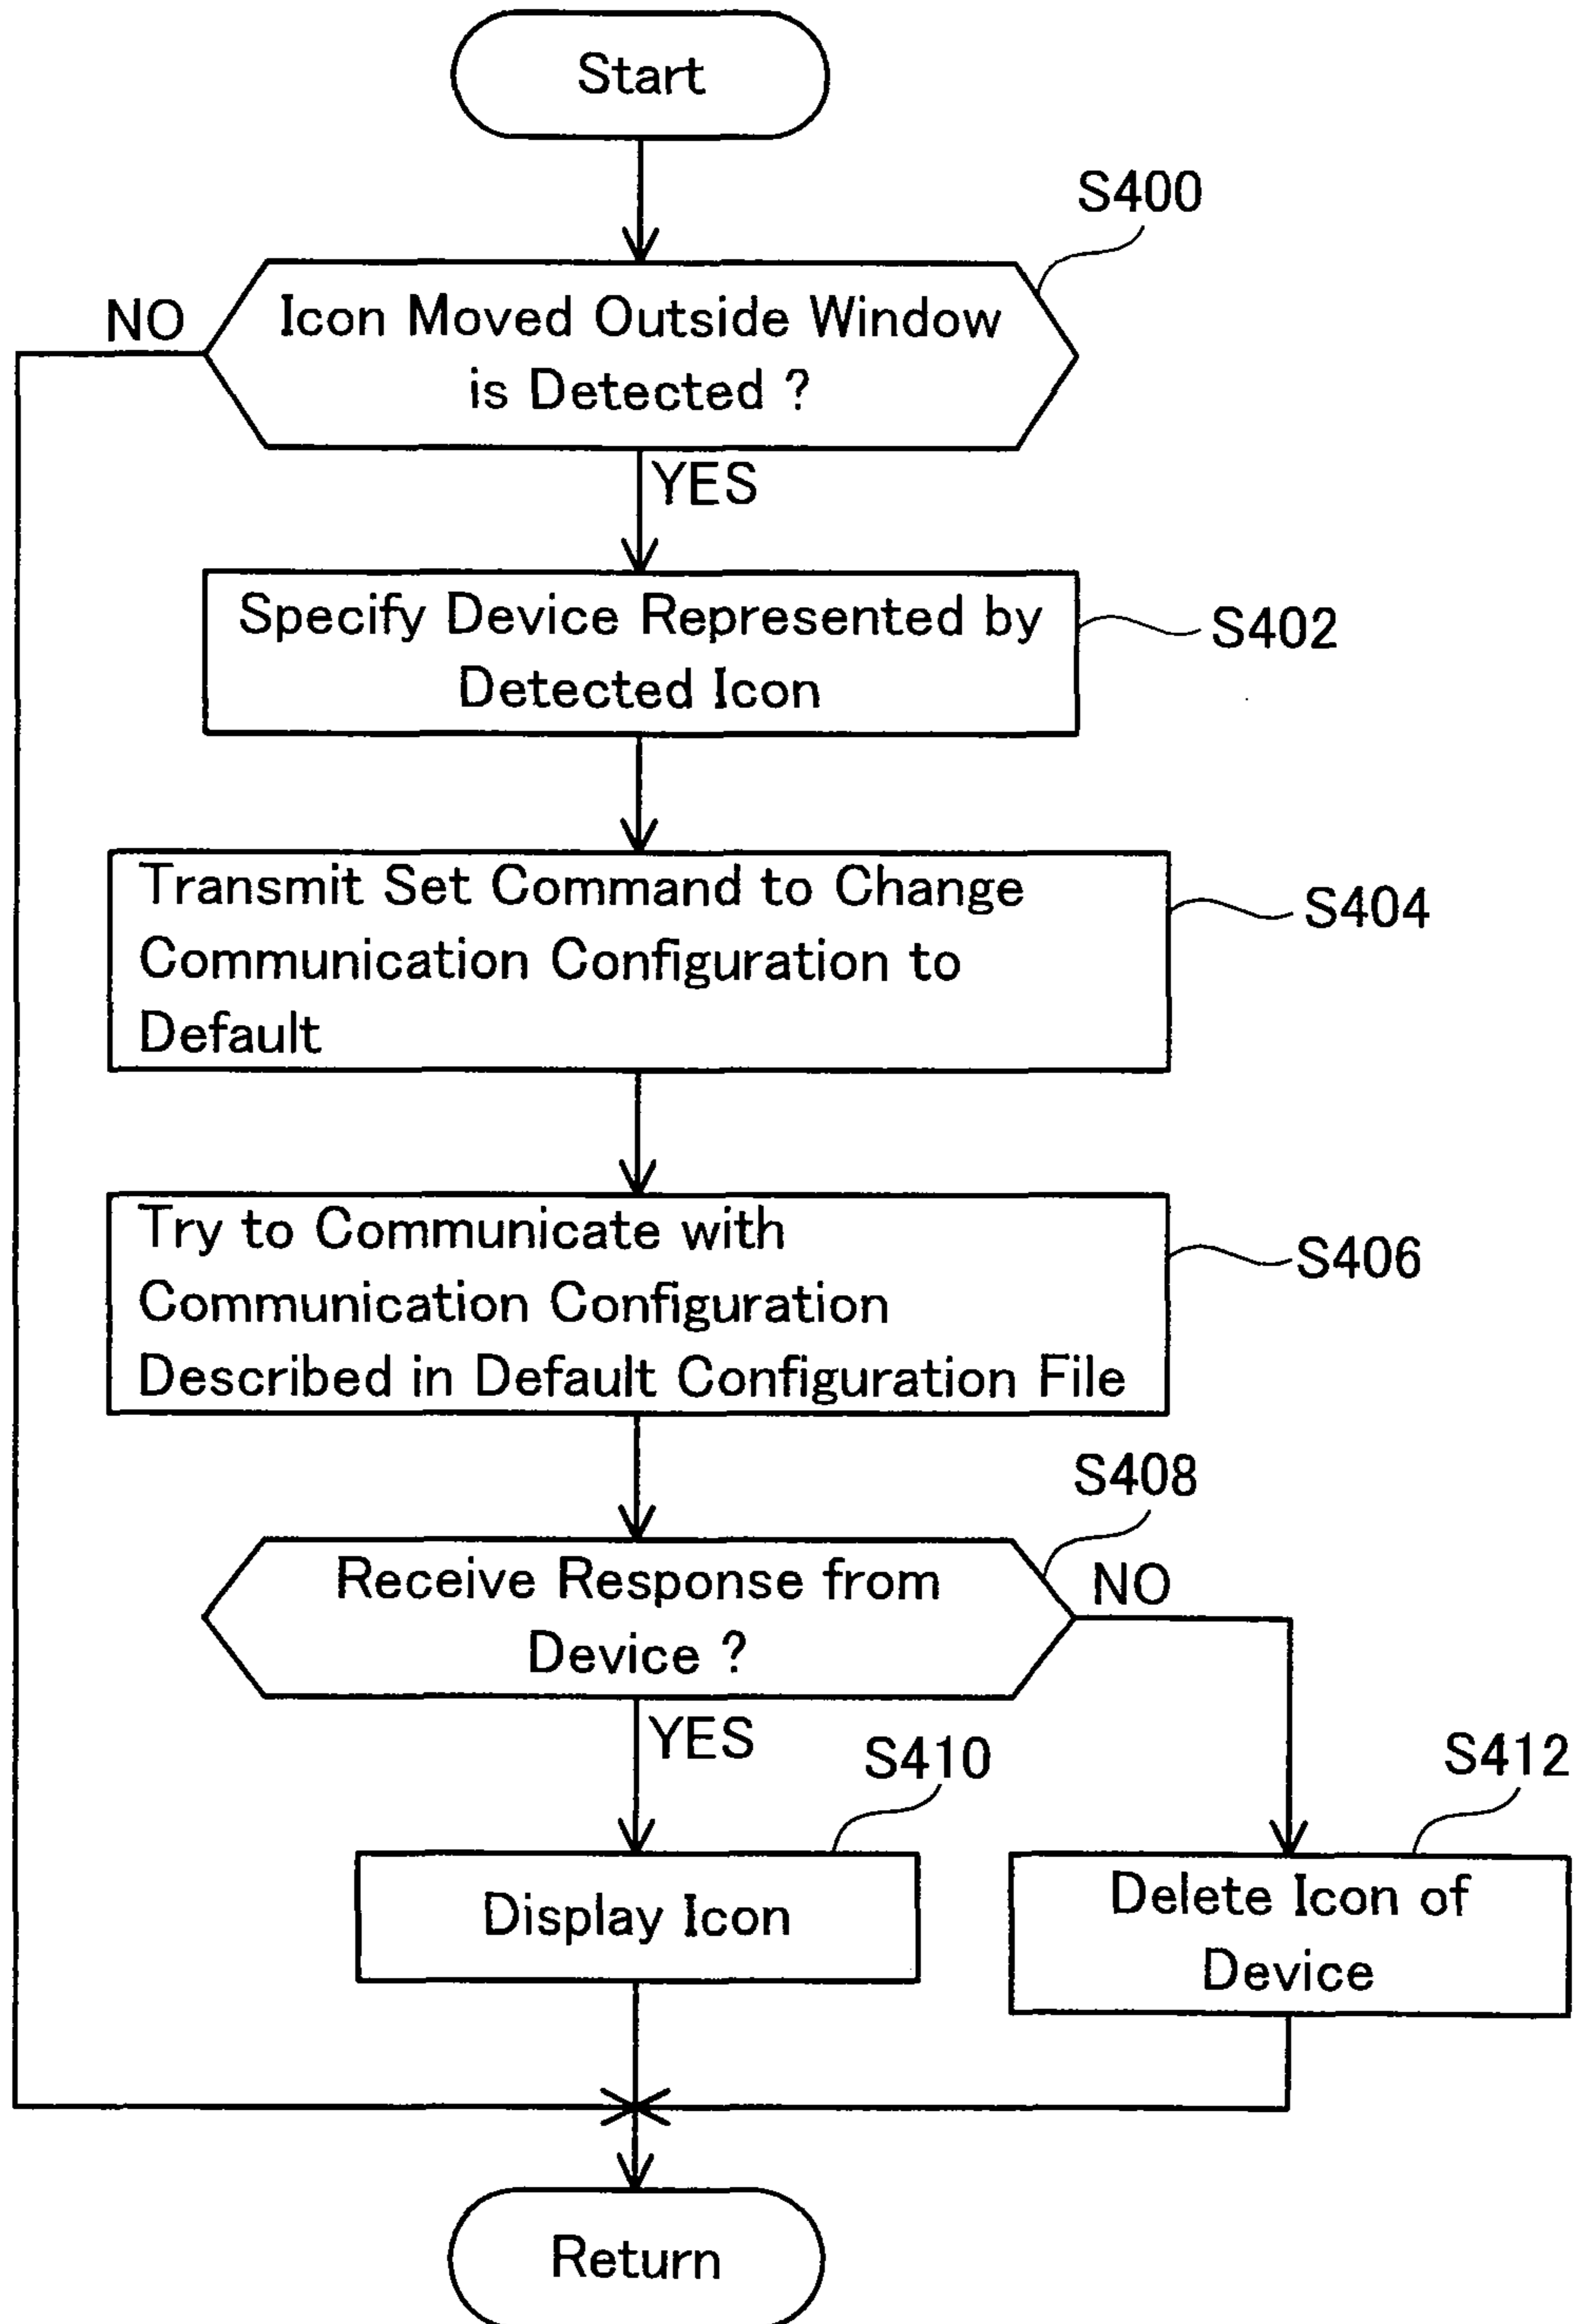 Start
S400
NO
Icon Moved Outside Window
is Detected ?
YES
Specify Device Represented by
Detected Icon
S402
Transmit Set Command to Change
Communication Configuration to
Default
S404
Try to Communicate with
Communication Configuration
Described in Default Configuration File
S406
S408
Receive Response from
Device ?
NO
YES
S410
S412
Display Icon
Delete Icon of
Device
Return